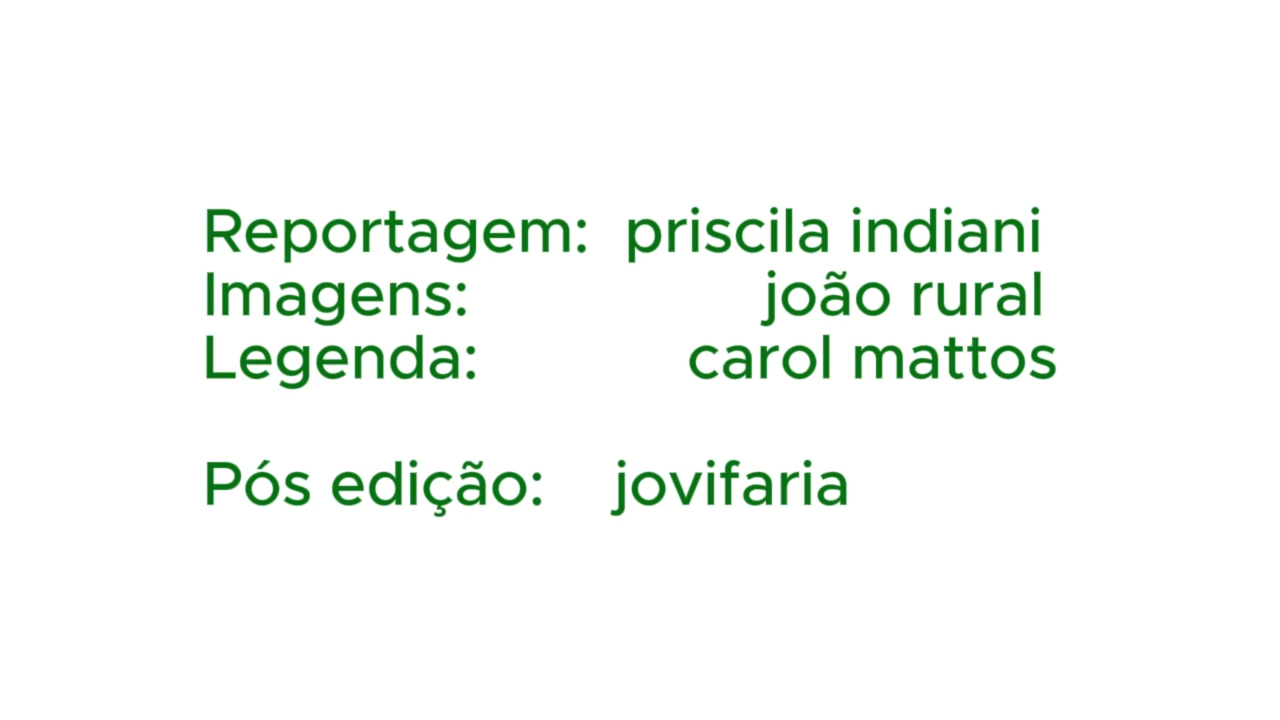 Reportagem: priscila indiani
Imagens: joão rural
Legenda: carol mattos
Pós edição: jovifaria